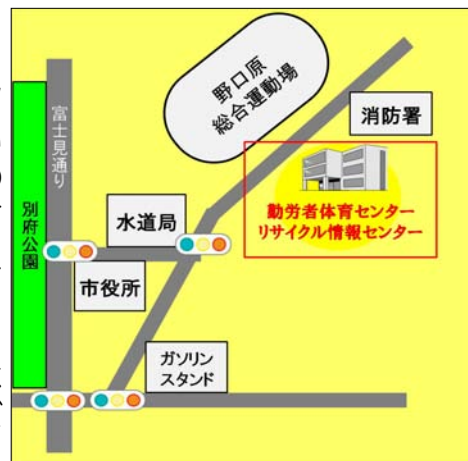 野口原
総合運動場
消防署
富士見通り
勤労者体育センター
リサイクル情報センター
別府公園
水道局
市役所
ガソリン
スタンド